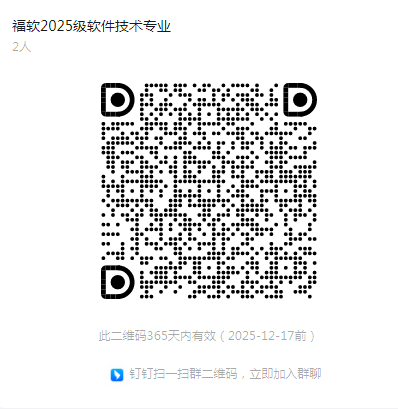 福软2025级软件技术专业
2人
此二维码365天内有效（2025-12-17前）
钉钉扫一扫群二维码，立即加入群聊